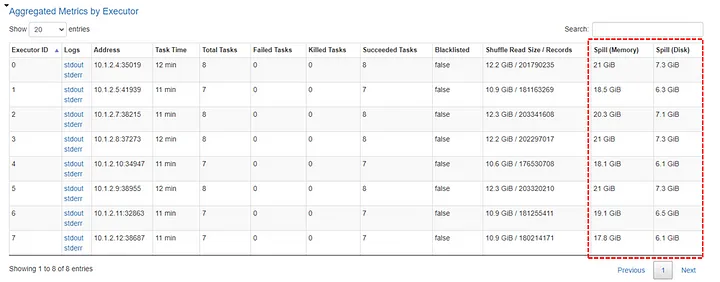 Aggregated Metrics by Executor
Show 20 entries Search:
Executor ID Logs Address Task Time Total Tasks Failed Tasks Killed Tasks Succeeded Tasks Blacklisted Shuffle Read Size / Records Spill (Memory) Spill (Disk)
0 stdout 10.1.2.4:35019 12 min 8 0 0 8 false 12.2 GiB / 201790235 21 GiB 7.3 GiB
stderr
1 stdout 10.1.2.5:41939 11 min 7 0 0 7 false 10.9 GiB / 181163269 18.5 GiB 6.3 GiB
stderr
2 stdout 10.1.2.7:38215 11 min 8 0 0 8 false 12.3 GiB / 203341608 20.3 GiB 7.1 GiB
stderr
3 stdout 10.1.2.8:37273 12 min 8 0 0 8 false 12.2 GiB / 202297017 21 GiB 7.3 GiB
stderr
4 stdout 10.1.2.10:34947 11 min 7 0 0 7 false 10.6 GiB / 176530708 18.1 GiB 6.1 GiB
stderr
5 stdout 10.1.2.9:38955 12 min 8 0 0 8 false 12.3 GiB / 203320210 21 GiB 7.3 GiB
stderr
6 stdout 10.1.2.11:32863 11 min 7 0 0 7 false 10.9 GiB / 181255411 19.1 GiB 6.5 GiB
stderr
7 stdout 10.1.2.12:38687 11 min 7 0 0 7 false 10.9 GiB / 180214171 17.8 GiB 6.1 GiB
stderr
Showing 1 to 8 of 8 entries Previous 1 Next